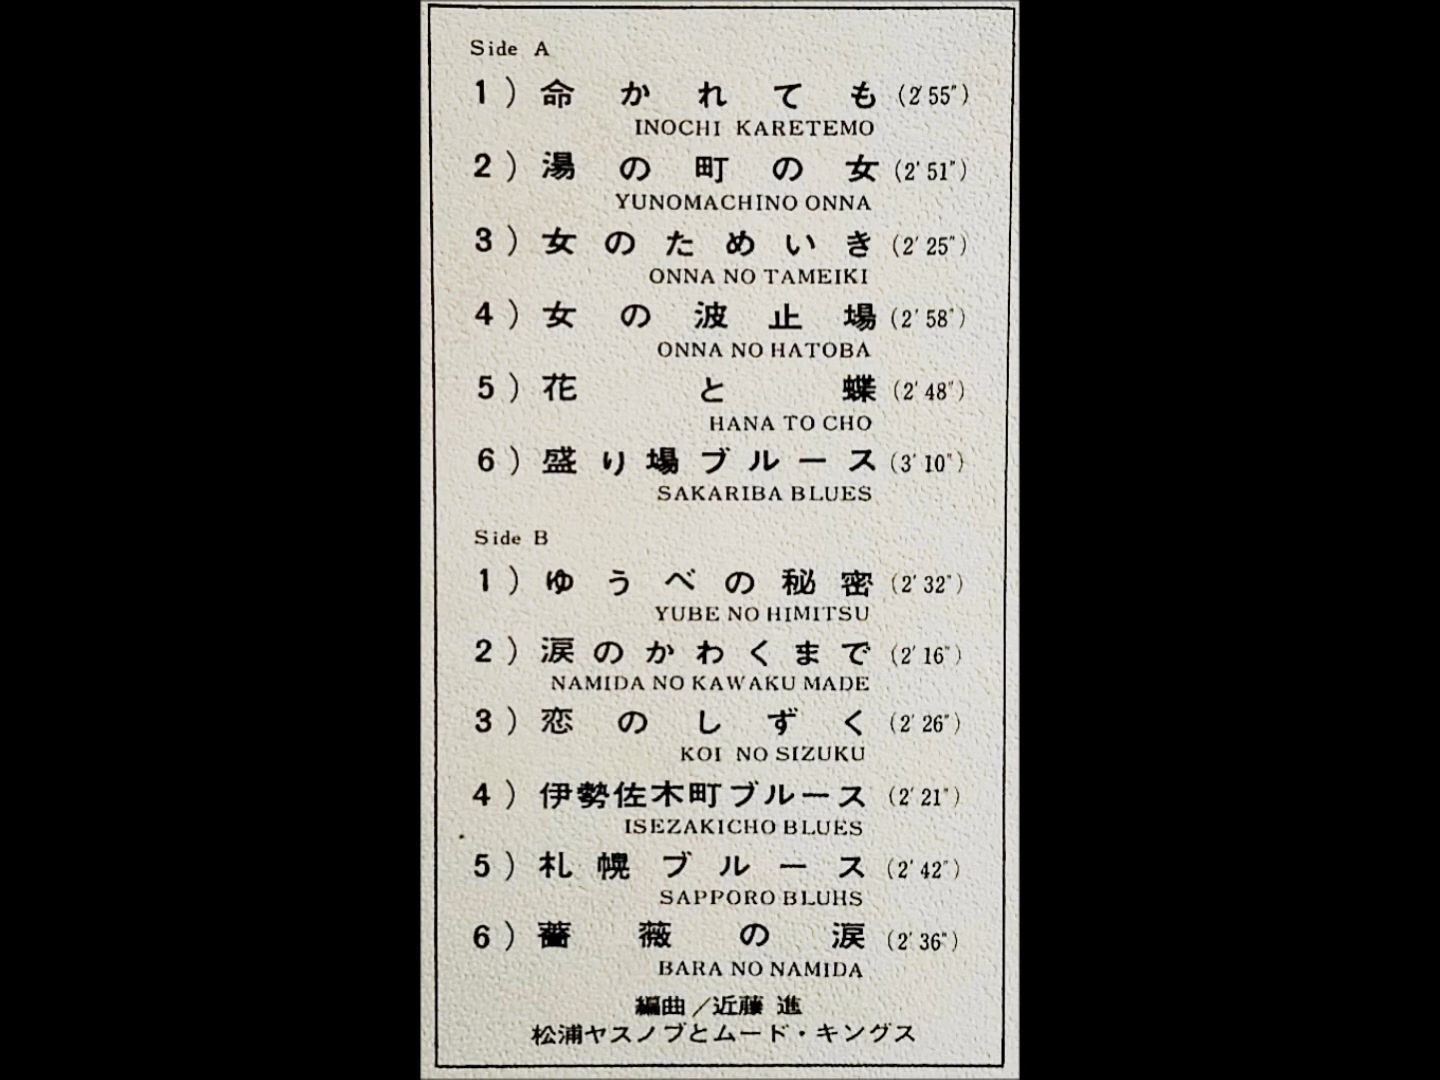 Side A
1) 命かれても (2'55")
INOCHI KARETEMO
2) 湯の町の女 (2'51")
YUNOMACHINO ONNA
3) 女のためいき (2'25")
ONNA NO TAMEIKI
4) 女の波止場 (2'58")
ONNA NO HATOBA
5) 花と蝶 (2'48")
HANA TO CHO
6) 盛り場ブルース (3'10")
SAKARIBA BLUES
Side B
1) ゆうべの秘密 (2'32")
YUBE NO HIMITSU
2) 涙のかわくまで (2'16")
NAMIDA NO KAWAKU MADE
3) 恋のしずく (2'26")
KOI NO SIZUKU
4) 伊勢佐木町ブルース (2'21")
ISEZAKICHO BLUES
5) 札幌ブルース (2'42")
SAPPORO BLUHS
6) 薔薇の涙 (2'36")
BARA NO NAMIDA
編曲／近藤 進
松浦ヤスノブとムード・キングス